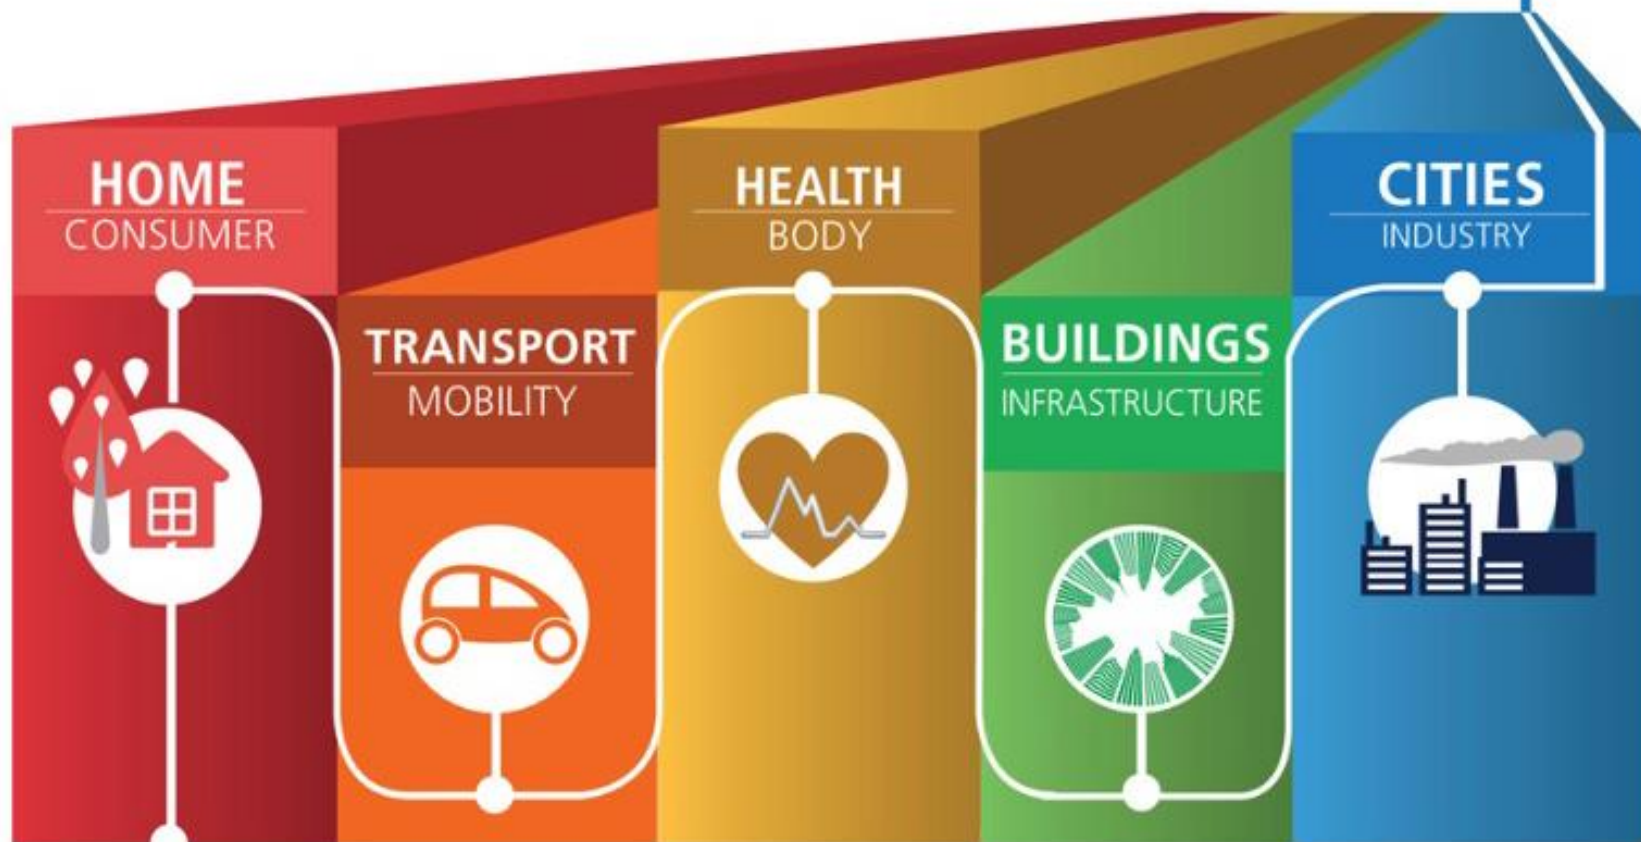 HOME
CONSUMER
TRANSPORT
MOBILITY
HEALTH
BODY
BUILDINGS
INFRASTRUCTURE
CITIES
INDUSTRY